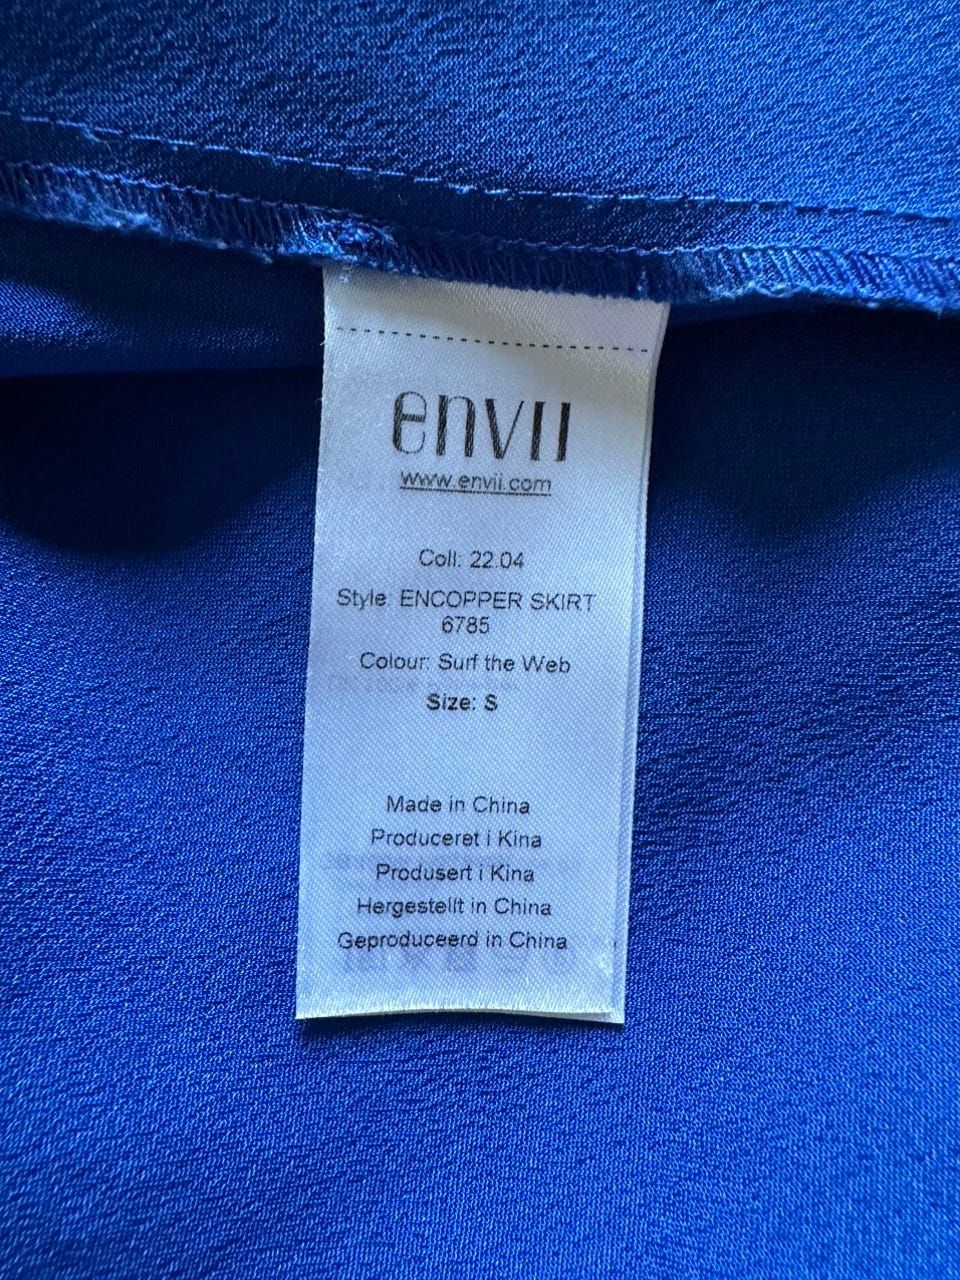 envii
www.envii.com
Coll: 22.04
Style: ENCOPPER SKIRT
6785
Colour: Surf the Web
Size: S
Made in China
Produceret i Kina
Produsert i Kina
Hergestellt in China
Geproduceerd in China